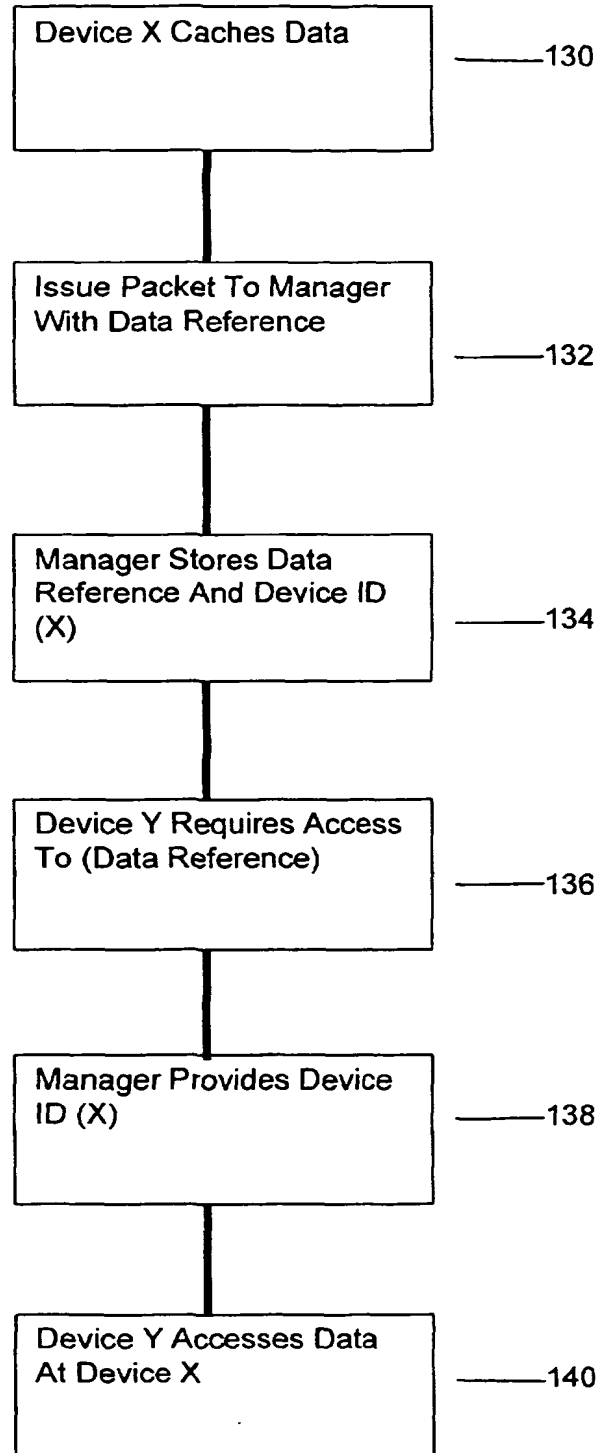 Device X Caches Data
130
Issue Packet To Manager
With Data Reference
132
Manager Stores Data
Reference And Device ID
(X)
134
Device Y Requires Access
To (Data Reference)
136
Manager Provides Device
ID (X)
138
Device Y Accesses Data
At Device X
140